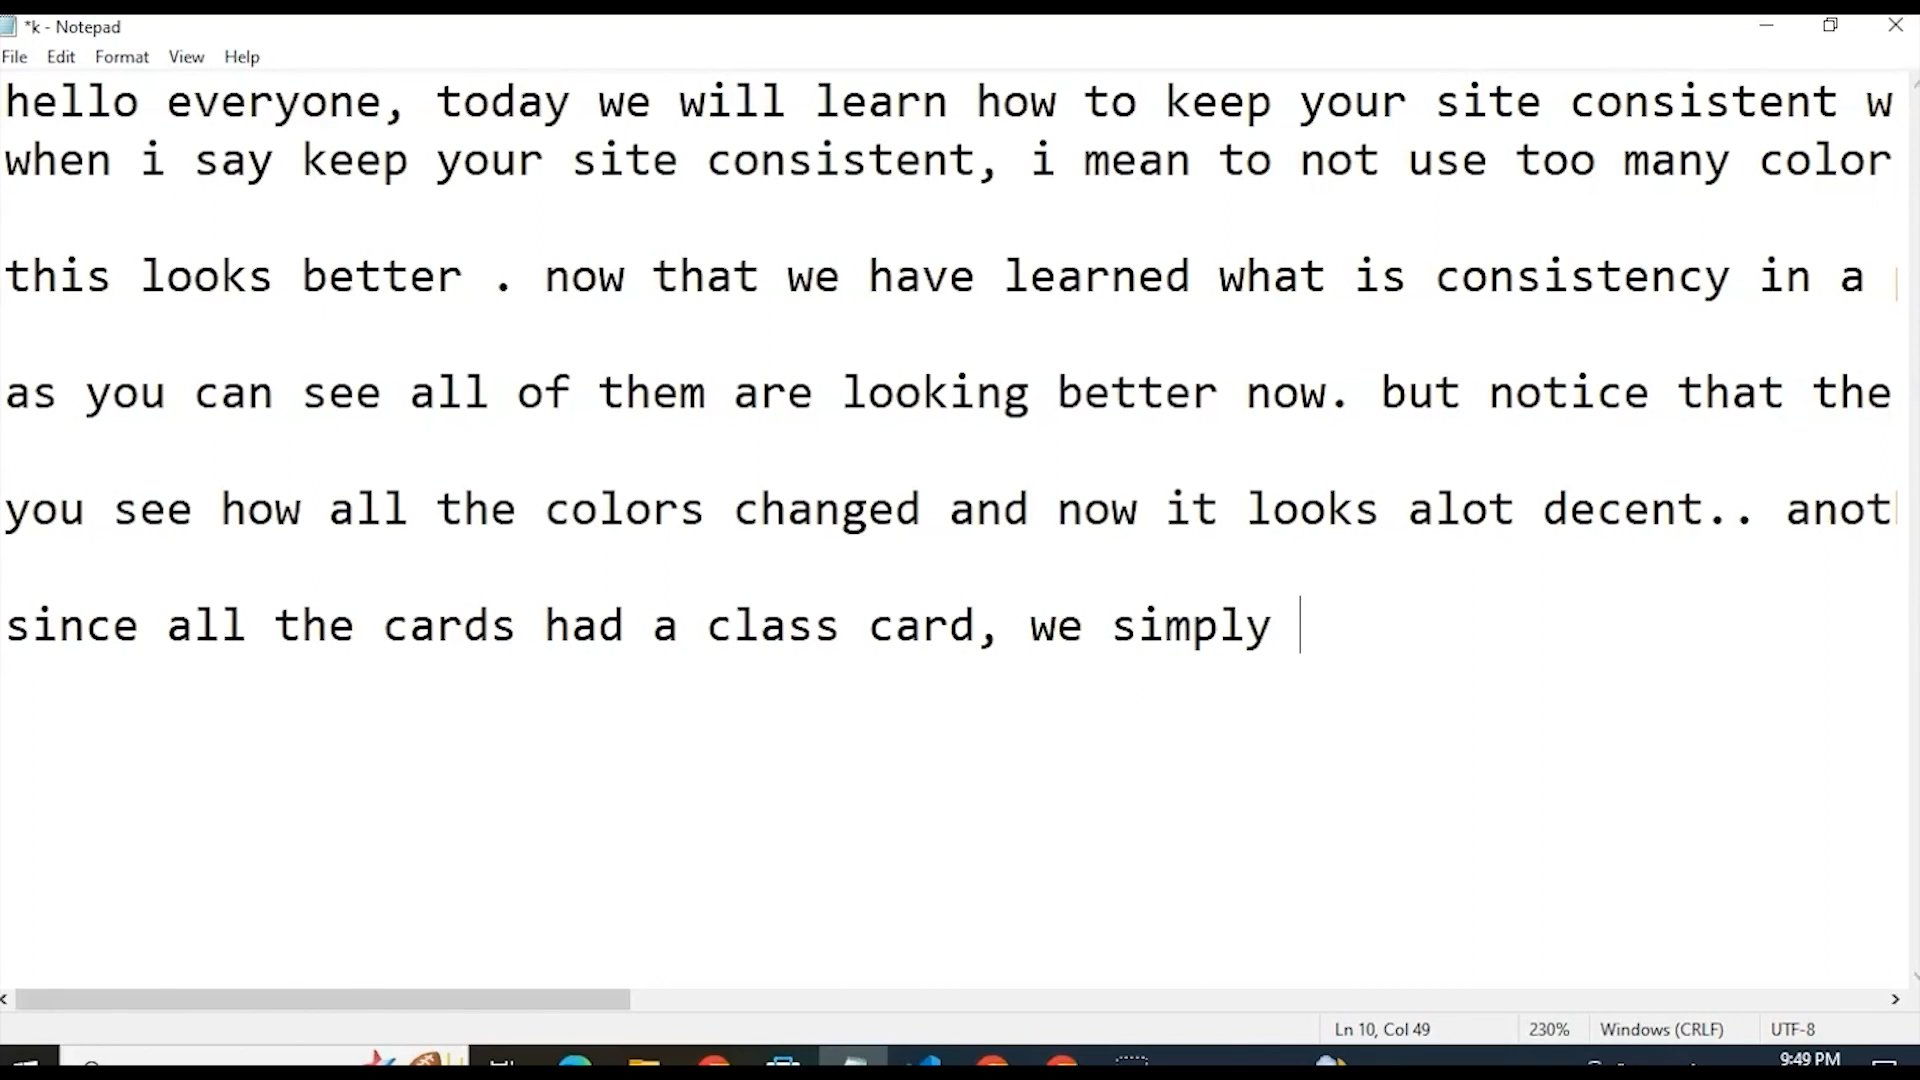 *k - Notepad
File Edit Format View Help
hello everyone, today we will learn how to keep your site consistent w
when i say keep your site consistent, i mean to not use too many color
this looks better . now that we have learned what is consistency in a
as you can see all of them are looking better now. but notice that the
you see how all the colors changed and now it looks alot decent.. anot
since all the cards had a class card, we simply
Ln 10, Col 49 230% Windows (CRLF) UTF-8
9:49 PM